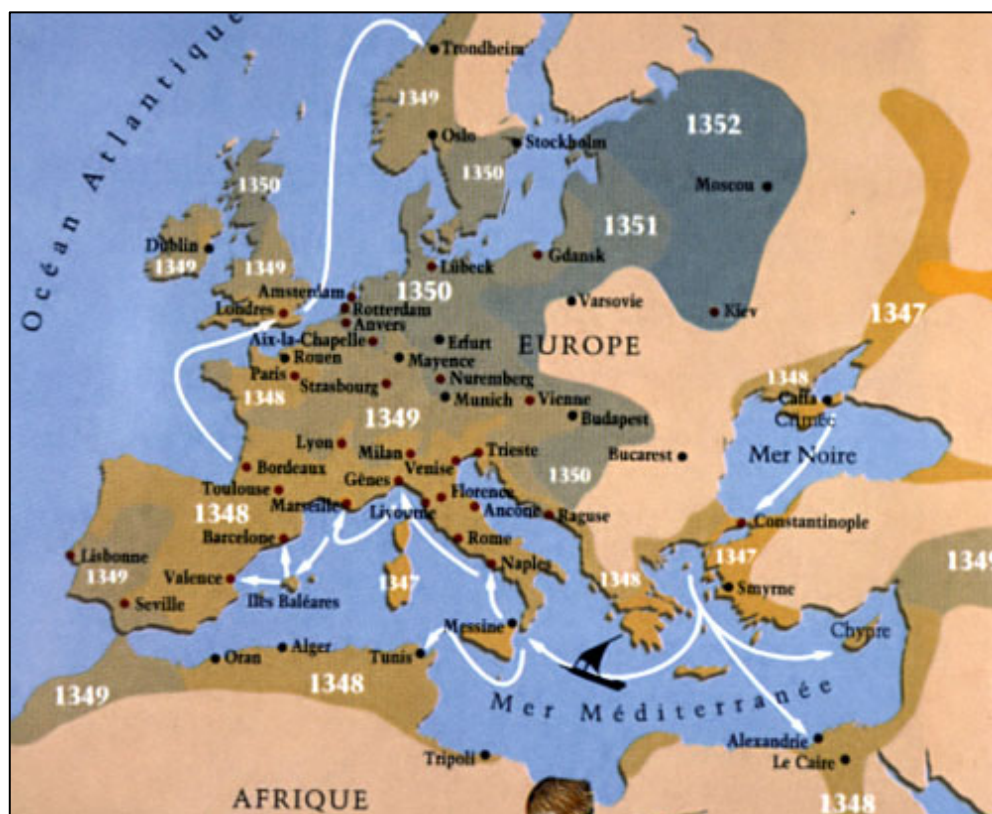 Océan Atlantique
Trondheim
1349
Oslo
Stockholm
1352
1350
1350
Moscou
Dublin
1349
1349
1351
Lübeck
Gdansk
Amsterdam
1350
Londres
Rotterdam
Varsovie
Kiev
1347
Anvers
Aix-la-Chapelle
Erfurt
EUROPE
Rouen
Mayence
Paris
Strasbourg
Nuremberg
1348
1348
Munich
Vienne
Caffa
1349
Budapest
Crimée
Lyon
Milan
Trieste
Venise
Bucarest
Mer Noire
Bordeaux
Gênes
1350
Toulouse
Florence
Marseille
Livourne
Ancône
Raguse
1348
Constantinople
Barcelone
Rome
Lisbonne
1347
1349
Naples
1349
Valence
1347
1348
Smyrne
Séville
Iles Baléares
Messine
Chypre
Oran
Alger
Tunis
1349
1348
Mer Méditerranée
Alexandrie
Tripoli
Le Caire
AFRIQUE
1348